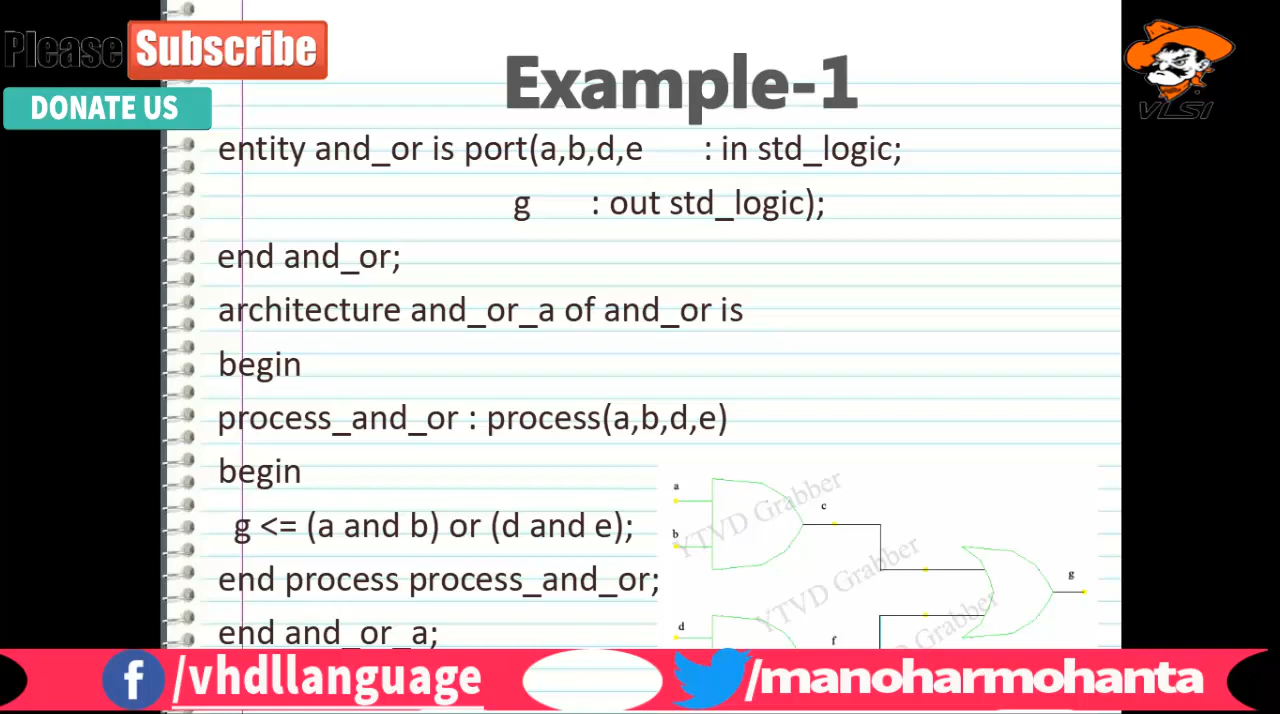 Please Subscribe
DONATE US
VLSI
Example-1
entity and_or is port(a,b,d,e : in std_logic;
g : out std_logic);
end and_or;
architecture and_or_a of and_or is
begin
process_and_or : process(a,b,d,e)
begin
g <= (a and b) or (d and e);
end process process_and_or;
end and_or_a;
a
b
c
d
f
g
YTVD Grabber
YTVD Grabber
D Grabber
f /vhdllanguage
/manoharmohanta